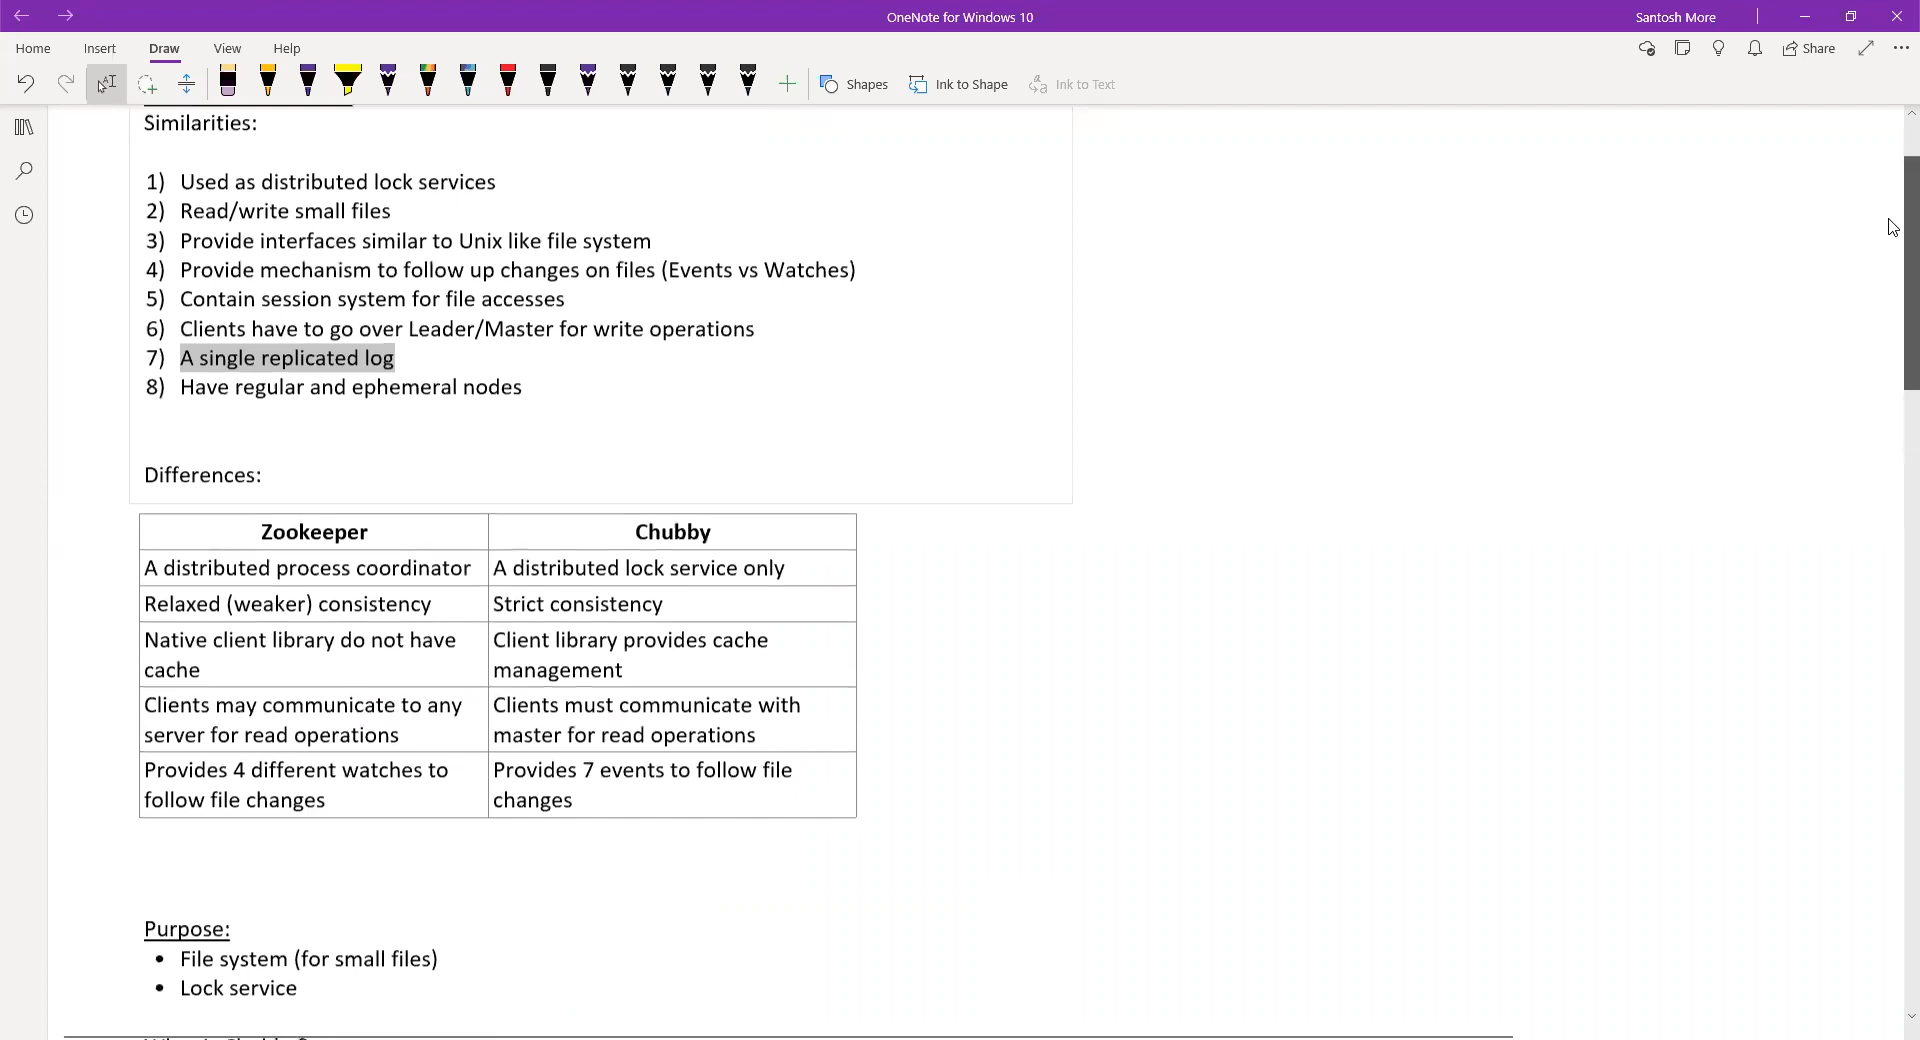 OneNote for Windows 10
Santosh More
Home Insert Draw View Help
Share
Shapes
Ink to Shape
Ink to Text
Similarities:
1) Used as distributed lock services
2) Read/write small files
3) Provide interfaces similar to Unix like file system
4) Provide mechanism to follow up changes on files (Events vs Watches)
5) Contain session system for file accesses
6) Clients have to go over Leader/Master for write operations
7) A single replicated log
8) Have regular and ephemeral nodes
Differences:
Zookeeper Chubby
A distributed process coordinator A distributed lock service only
Relaxed (weaker) consistency Strict consistency
Native client library do not have Client library provides cache
cache management
Clients may communicate to any Clients must communicate with
server for read operations master for read operations
Provides 4 different watches to Provides 7 events to follow file
follow file changes changes
Purpose:
• File system (for small files)
• Lock service